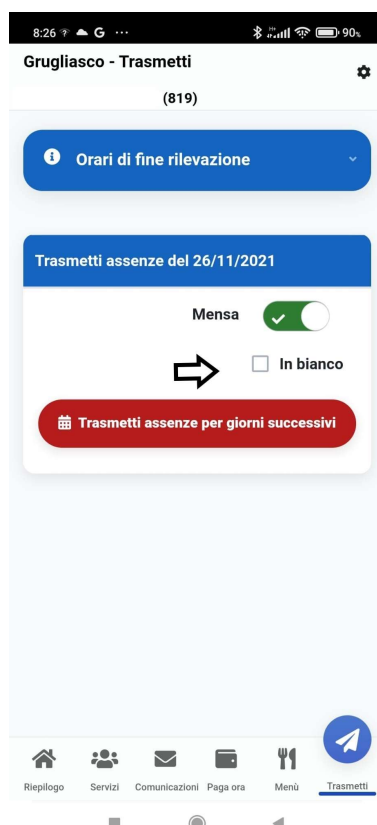 8:26 G ... 90%
Grugliasco - Trasmetti
(819)
Orari di fine rilevazione
Trasmetti assenze del 26/11/2021
Mensa
In bianco
Trasmetti assenze per giorni successivi
Riepilogo Servizi Comunicazioni Paga ora Menù Trasmetti